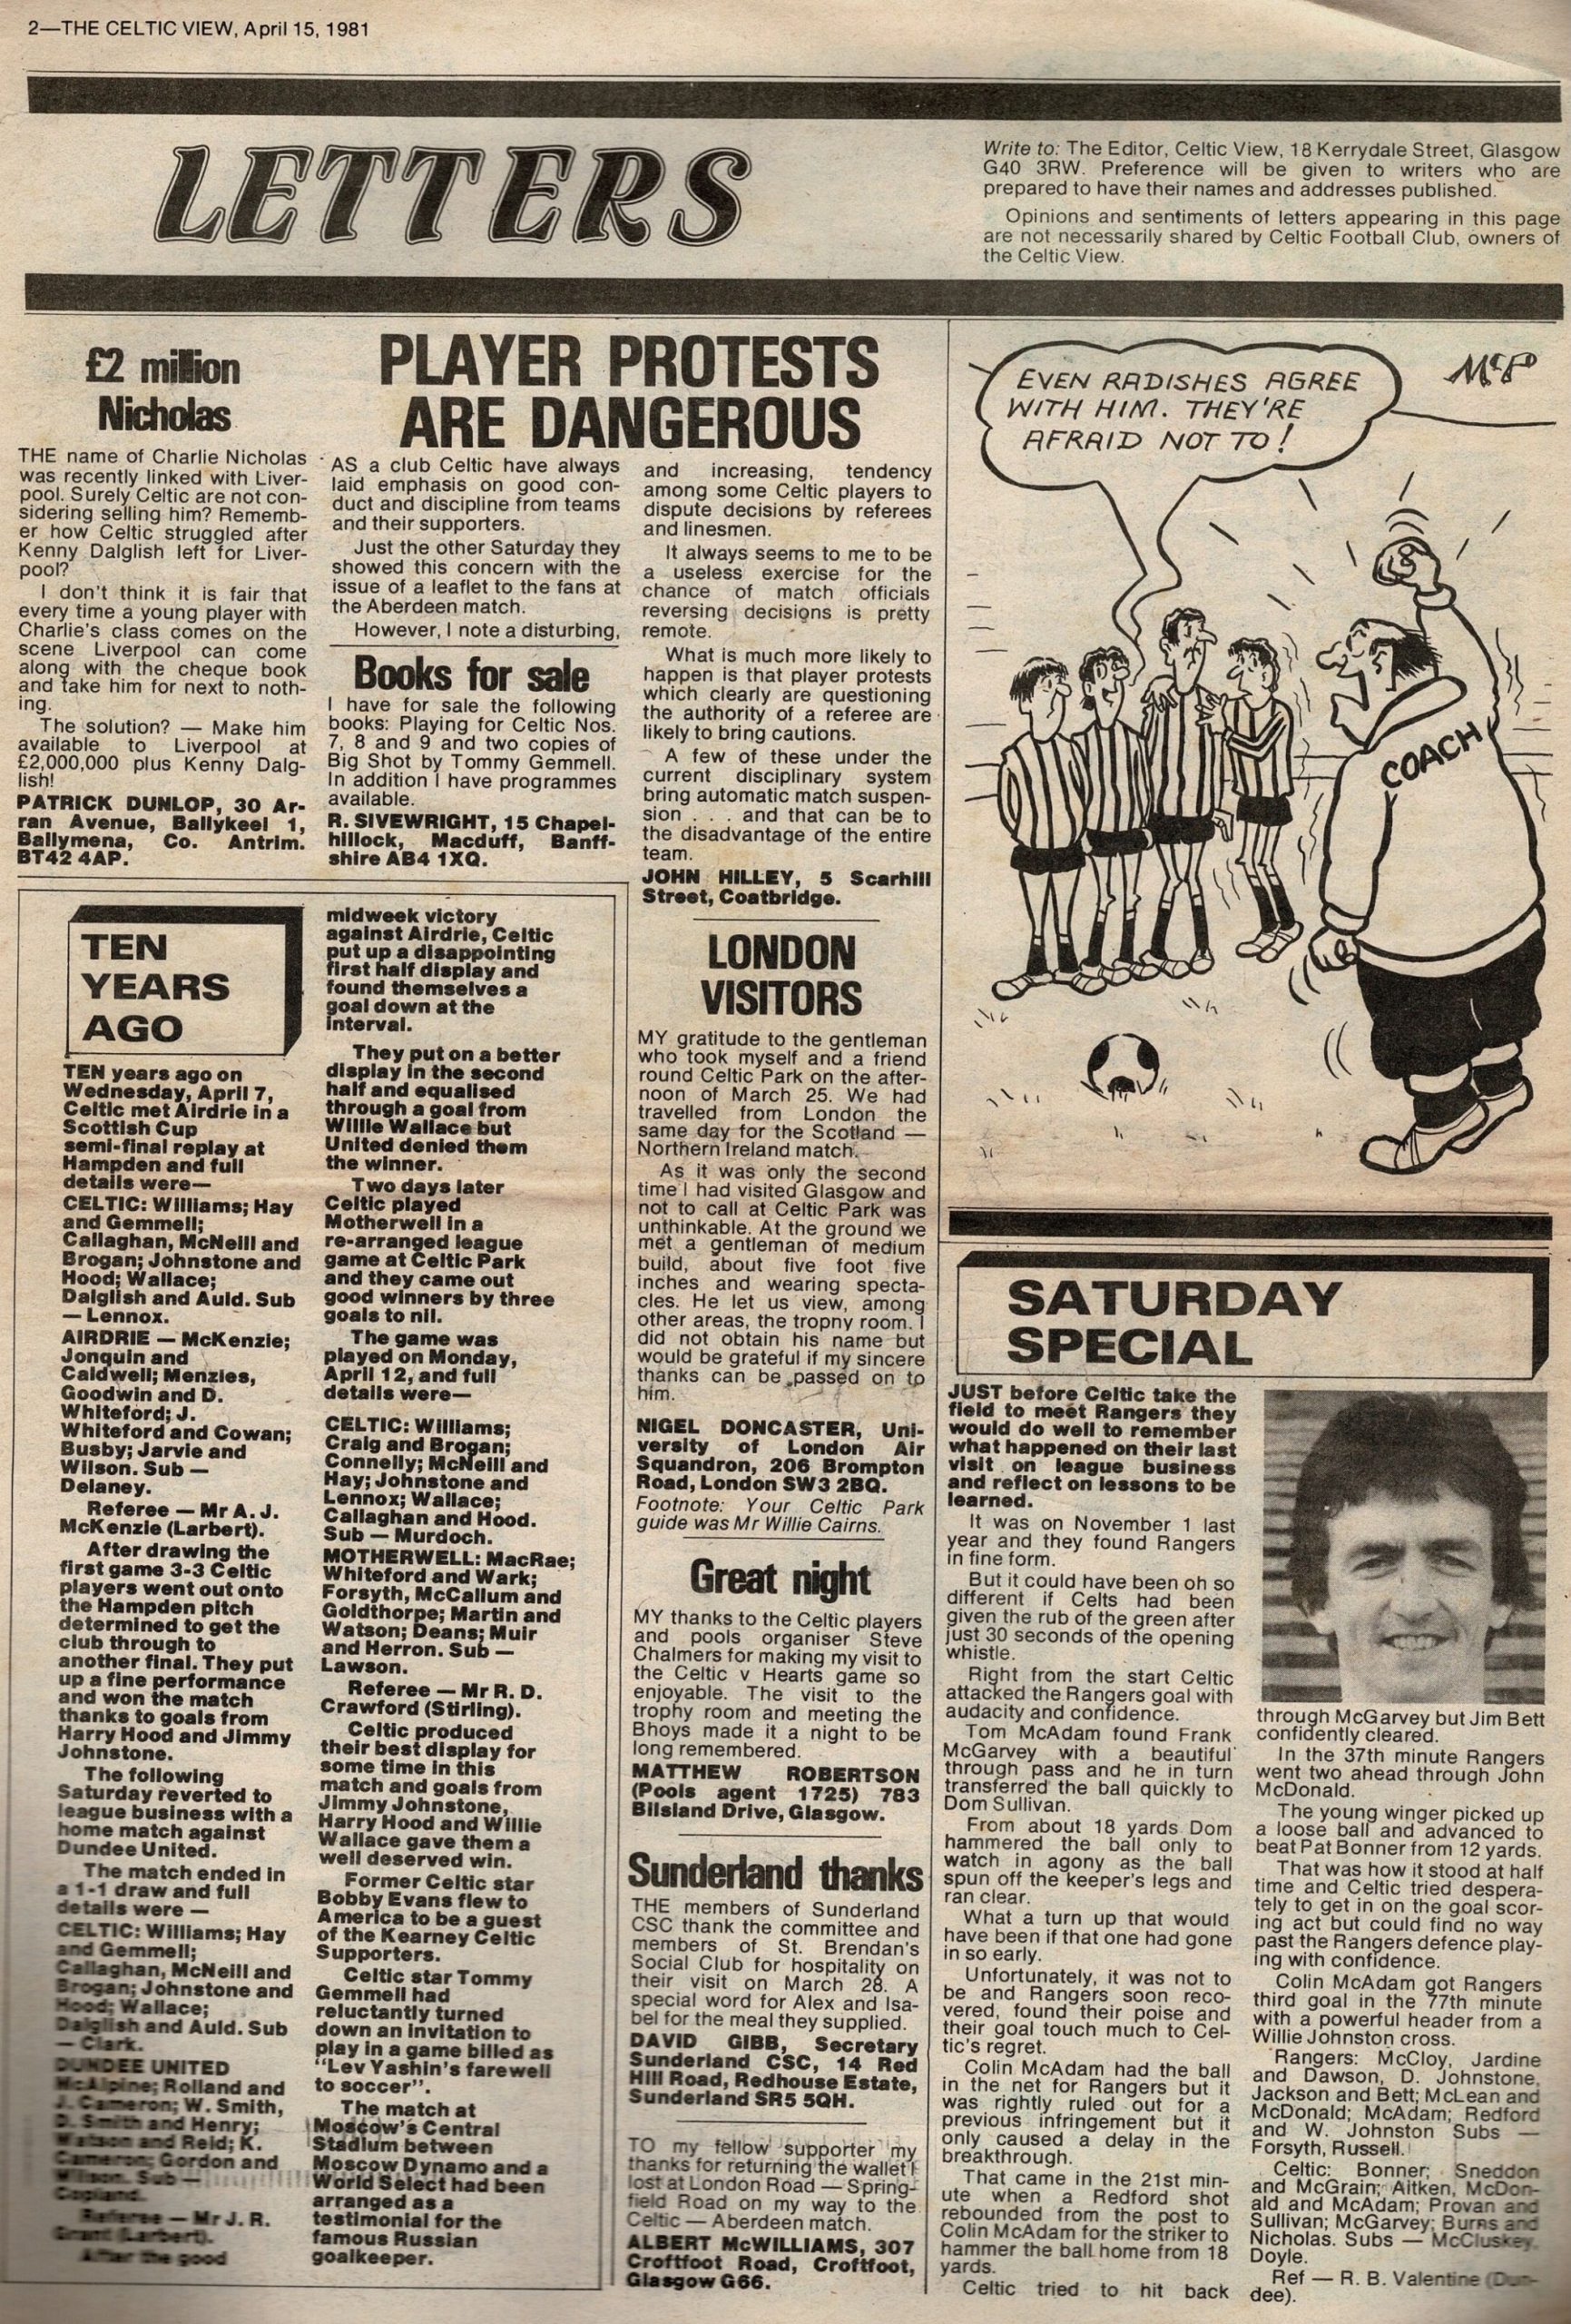 2—THE CELTIC VIEW, April 15, 1981
LETTERS
Write to: The Editor, Celtic View, 18 Kerrydale Street, Glasgow
G40 3RW. Preference will be given to writers who are
prepared to have their names and addresses published.
Opinions and sentiments of letters appearing in this page
are not necessarily shared by Celtic Football Club, owners of
the Celtic View.
£2 million
Nicholas
THE name of Charlie Nicholas
was recently linked with Liver-
pool. Surely Celtic are not con-
sidering selling him? Rememb-
er how Celtic struggled after
Kenny Dalglish left for Liver-
pool?
I don't think it is fair that
every time a young player with
Charlie's class comes on the
scene Liverpool can come
along with the cheque book
and take him for next to noth-
ing.
The solution? — Make him
available to Liverpool at
£2,000,000 plus Kenny Dalg-
lish!
PATRICK DUNLOP, 30 Ar-
ran Avenue, Ballykeel 1,
Ballymena, Co. Antrim.
BT42 4AP.
PLAYER PROTESTS
ARE DANGEROUS
AS a club Celtic have always
laid emphasis on good con-
duct and discipline from teams
and their supporters.
Just the other Saturday they
showed this concern with the
issue of a leaflet to the fans at
the Aberdeen match.
However, I note a disturbing,
and increasing, tendency
among some Celtic players to
dispute decisions by referees
and linesmen.
It always seems to me to be
a useless exercise for the
chance of match officials
reversing decisions is pretty
remote.
What is much more likely to
happen is that player protests
which clearly are questioning
the authority of a referee are
likely to bring cautions.
A few of these under the
current disciplinary system
bring automatic match suspen-
sion . . . and that can be to
the disadvantage of the entire
team.
JOHN HILLEY, 5 Scarhill
Street, Coatbridge.
Books for sale
I have for sale the following
books: Playing for Celtic Nos.
7, 8 and 9 and two copies of
Big Shot by Tommy Gemmell.
In addition I have programmes
available.
R. SIVEWRIGHT, 15 Chapel-
hillock, Macduff, Banff-
shire AB4 1XQ.
TEN
YEARS
AGO
TEN years ago on
Wednesday, April 7,
Celtic met Airdrie in a
Scottish Cup
semi-final replay at
Hampden and full
details were—
CELTIC: Williams; Hay
and Gemmell;
Callaghan, McNeill and
Brogan; Johnstone and
Hood; Wallace;
Dalglish and Auld. Sub
— Lennox.
AIRDRIE — McKenzie;
Jonquin and
Caldwell; Menzies,
Goodwin and D.
Whiteford; J.
Whiteford and Cowan;
Busby; Jarvie and
Wilson. Sub —
Delaney.
Referee — Mr A. J.
McKenzie (Larbert).
After drawing the
first game 3-3 Celtic
players went out onto
the Hampden pitch
determined to get the
club through to
another final. They put
up a fine performance
and won the match
thanks to goals from
Harry Hood and Jimmy
Johnstone.
The following
Saturday reverted to
league business with a
home match against
Dundee United.
The match ended in
a 1-1 draw and full
details were —
CELTIC: Williams; Hay
and Gemmell;
Callaghan, McNeill and
Brogan; Johnstone and
Hood; Wallace;
Dalglish and Auld. Sub
— Clark.
DUNDEE UNITED
McAlpine; Rolland and
J. Cameron; W. Smith,
D. Smith and Henry;
Watson and Reid; K.
Cameron; Gordon and
Wilson. Sub —
Copland.
Referee — Mr J. R.
Grant (Larbert).
After the good
midweek victory
against Airdrie, Celtic
put up a disappointing
first half display and
found themselves a
goal down at the
interval.
They put on a better
display in the second
half and equalised
through a goal from
Willie Wallace but
United denied them
the winner.
Two days later
Celtic played
Motherwell in a
re-arranged league
game at Celtic Park
and they came out
good winners by three
goals to nil.
The game was
played on Monday,
April 12, and full
details were—
CELTIC: Williams;
Craig and Brogan;
Connelly; McNeill and
Hay; Johnstone and
Lennox; Wallace;
Callaghan and Hood.
Sub — Murdoch.
MOTHERWELL: MacRae;
Whiteford and Wark;
Forsyth, McCallum and
Goldthorpe; Martin and
Watson; Deans; Muir
and Herron. Sub —
Lawson.
Referee — Mr R. D.
Crawford (Stirling).
Celtic produced
their best display for
some time in this
match and goals from
Jimmy Johnstone,
Harry Hood and Willie
Wallace gave them a
well deserved win.
Former Celtic star
Bobby Evans flew to
America to be a guest
of the Kearney Celtic
Supporters.
Celtic star Tommy
Gemmell had
reluctantly turned
down an invitation to
play in a game billed as
"Lev Yashin's farewell
to soccer".
The match at
Moscow's Central
Stadium between
Moscow Dynamo and a
World Select had been
arranged as a
testimonial for the
famous Russian
goalkeeper.
LONDON
VISITORS
MY gratitude to the gentleman
who took myself and a friend
round Celtic Park on the after-
noon of March 25. We had
travelled from London the
same day for the Scotland —
Northern Ireland match.
As it was only the second
time I had visited Glasgow and
not to call at Celtic Park was
unthinkable. At the ground we
met a gentleman of medium
build, about five foot five
inches and wearing specta-
cles. He let us view, among
other areas, the tropny room. I
did not obtain his name but
would be grateful if my sincere
thanks can be passed on to
him.
NIGEL DONCASTER, Uni-
versity of London Air
Squandron, 206 Brompton
Road, London SW3 2BQ.
Footnote: Your Celtic Park
guide was Mr Willie Cairns.
Great night
MY thanks to the Celtic players
and pools organiser Steve
Chalmers for making my visit to
the Celtic v Hearts game so
enjoyable. The visit to the
trophy room and meeting the
Bhoys made it a night to be
long remembered.
MATTHEW ROBERTSON
(Pools agent 1725) 783
Bilsland Drive, Glasgow.
Sunderland thanks
THE members of Sunderland
CSC thank the committee and
members of St. Brendan's
Social Club for hospitality on
their visit on March 28. A
special word for Alex and Isa-
bel for the meal they supplied.
DAVID GIBB, Secretary
Sunderland CSC, 14 Red
Hill Road, Redhouse Estate,
Sunderland SR5 5QH.
TO my fellow supporter my
thanks for returning the wallet I
lost at London Road — Spring-
field Road on my way to the
Celtic — Aberdeen match.
ALBERT McWILLIAMS, 307
Croftfoot Road, Croftfoot,
Glasgow G66.
EVEN RADISHES AGREE
WITH HIM. THEY'RE
AFRAID NOT TO!
McP
COACH
SATURDAY
SPECIAL
JUST before Celtic take the
field to meet Rangers they
would do well to remember
what happened on their last
visit on league business
and reflect on lessons to be
learned.
It was on November 1 last
year and they found Rangers
in fine form.
But it could have been oh so
different if Celts had been
given the rub of the green after
just 30 seconds of the opening
whistle.
Right from the start Celtic
attacked the Rangers goal with
audacity and confidence.
Tom McAdam found Frank
McGarvey with a beautiful
through pass and he in turn
transferred the ball quickly to
Dom Sullivan.
From about 18 yards Dom
hammered the ball only to
watch in agony as the ball
spun off the keeper's legs and
ran clear.
What a turn up that would
have been if that one had gone
in so early.
Unfortunately, it was not to
be and Rangers soon reco-
vered, found their poise and
their goal touch much to Cel-
tic's regret.
Colin McAdam had the ball
in the net for Rangers but it
was rightly ruled out for a
previous infringement but it
only caused a delay in the
breakthrough.
That came in the 21st min-
ute when a Redford shot
rebounded from the post to
Colin McAdam for the striker to
hammer the ball home from 18
yards.
Celtic tried to hit back
through McGarvey but Jim Bett
confidently cleared.
In the 37th minute Rangers
went two ahead through John
McDonald.
The young winger picked up
a loose ball and advanced to
beat Pat Bonner from 12 yards.
That was how it stood at half
time and Celtic tried despera-
tely to get in on the goal scor-
ing act but could find no way
past the Rangers defence play-
ing with confidence.
Colin McAdam got Rangers
third goal in the 77th minute
with a powerful header from a
Willie Johnston cross.
Rangers: McCloy, Jardine
and Dawson, D. Johnstone,
Jackson and Bett; McLean and
McDonald; McAdam; Redford
and W. Johnston Subs —
Forsyth, Russell.
Celtic: Bonner; Sneddon
and McGrain; Aitken, McDon-
ald and McAdam; Provan and
Sullivan; McGarvey; Burns and
Nicholas. Subs — McCluskey,
Doyle.
Ref — R. B. Valentine (Dun-
dee).